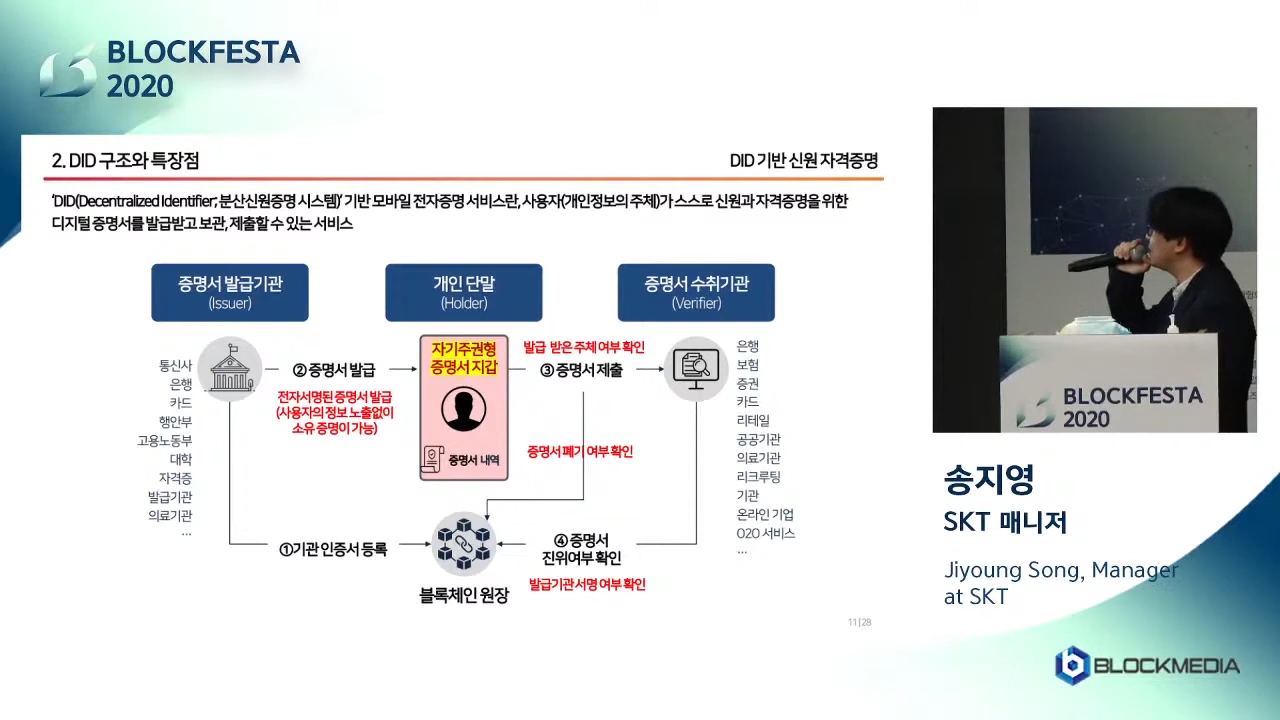 BLOCKFESTA
2020
2. DID 구조와 특장점
DID 기반 신원 자격증명
‘DID(Decentralized Identifier; 분산신원증명 시스템)’ 기반 모바일 전자증명 서비스란, 사용자(개인정보의 주체)가 스스로 신원과 자격증명을 위한
디지털 증명서를 발급받고 보관, 제출할 수 있는 서비스
증명서 발급기관
(Issuer)
개인 단말
(Holder)
증명서 수취기관
(Verifier)
통신사
은행
카드
행안부
고용노동부
대학
자격증
발급기관
의료기관
...
② 증명서 발급
전자서명된 증명서 발급
(사용자의 정보 노출없이
소유 증명이 가능)
자기주권형
증명서 지갑
증명서 내역
발급 받은 주체 여부 확인
③ 증명서 제출
증명서 폐기 여부 확인
은행
보험
증권
카드
리테일
공공기관
의료기관
리크루팅
기관
온라인 기업
O2O 서비스
...
①기관 인증서 등록
④ 증명서
진위여부 확인
발급기관 서명 여부 확인
블록체인 원장
11|28
BLOCKFESTA
2020
송지영
SKT 매니저
Jiyoung Song, Manager
at SKT
BLOCKMEDIA